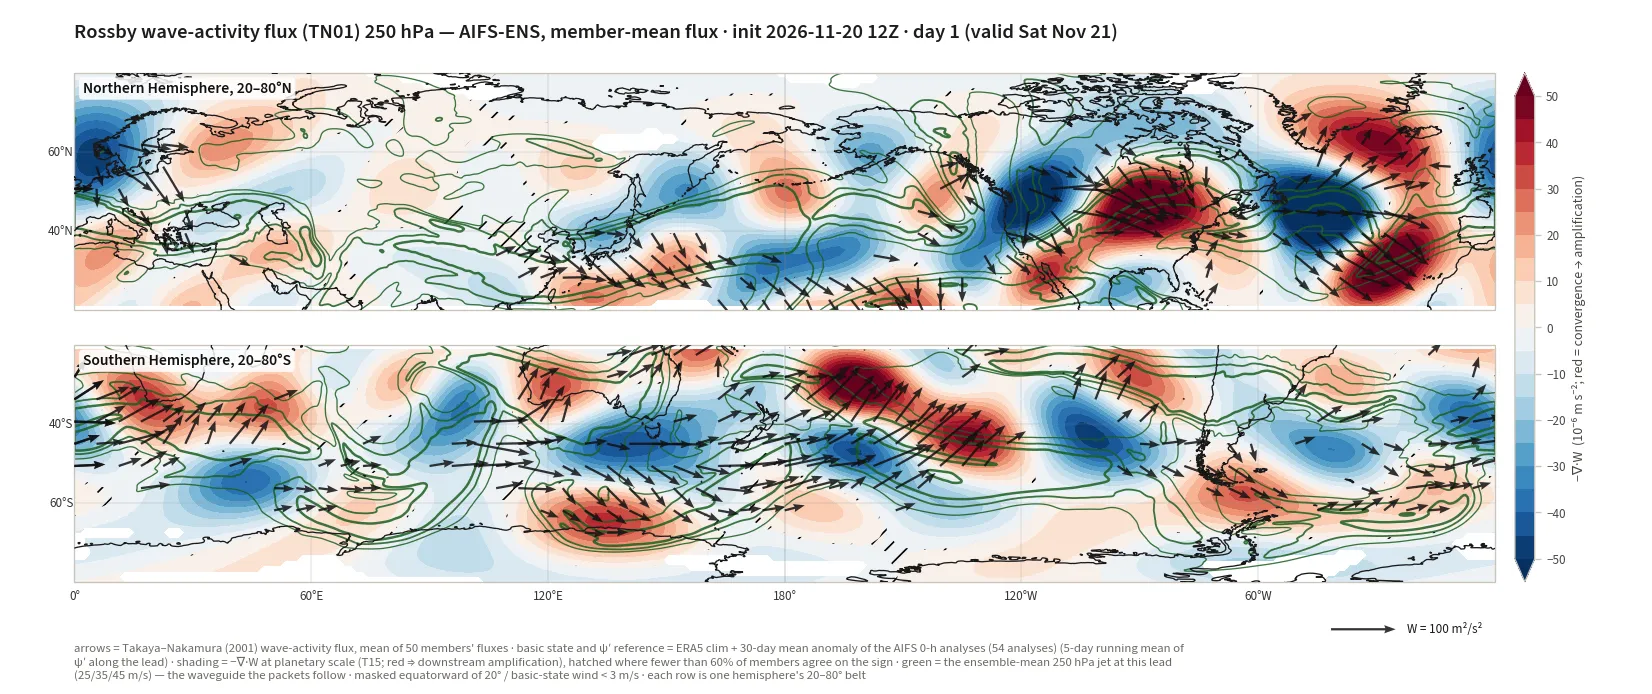 Rossby wave-activity flux (TN01) 250 hPa — AIFS-ENS, member-mean flux · init 2026-11-20 12Z · day 1 (valid Sat Nov 21)
Northern Hemisphere, 20–80°N
60°N
40°N
Southern Hemisphere, 20–80°S
40°S
60°S
0°
60°E
120°E
180°
120°W
60°W
50
40
30
20
10
0
−10
−20
−30
−40
−50
−∇·W (10⁻⁶ m s⁻²; red = convergence → amplification)
W = 100 m²/s²
arrows = Takaya–Nakamura (2001) wave-activity flux, mean of 50 members' fluxes · basic state and ψ′ reference = ERA5 clim + 30-day mean anomaly of the AIFS 0-h analyses (54 analyses) (5-day running mean of
ψ′ along the lead) · shading = −∇·W at planetary scale (T15; red ⇒ downstream amplification), hatched where fewer than 60% of members agree on the sign · green = the ensemble-mean 250 hPa jet at this lead
(25/35/45 m/s) — the waveguide the packets follow · masked equatorward of 20° / basic-state wind < 3 m/s · each row is one hemisphere's 20–80° belt